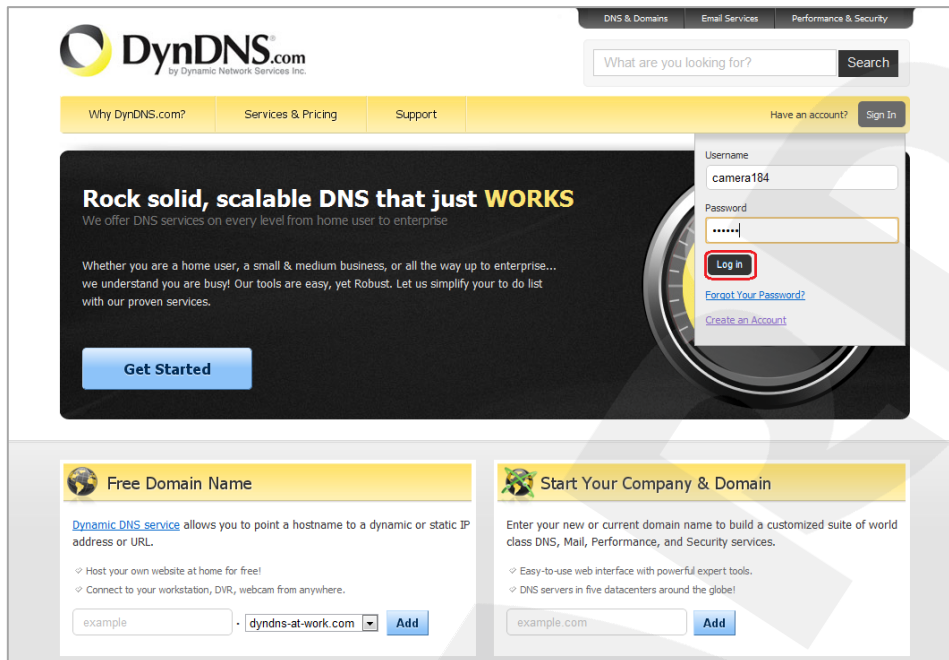 DNS & Domains
Email Services
Performance & Security
DynDNS.com
by Dynamic Network Services Inc.
What are you looking for?
Search
Why DynDNS.com?
Services & Pricing
Support
Have an account?
Sign In
Username
camera184
Password
••••••
Log in
Forgot Your Password?
Create an Account
Rock solid, scalable DNS that just WORKS
We offer DNS services on every level from home user to enterprise
Whether you are a home user, a small & medium business, or all the way up to enterprise...
we understand you are busy! Our tools are easy, yet Robust. Let us simplify your to do list
with our proven services.
Get Started
Free Domain Name
Dynamic DNS service allows you to point a hostname to a dynamic or static IP
address or URL.
Host your own website at home for free!
Connect to your workstation, DVR, webcam from anywhere.
example
. dyndns-at-work.com
Add
Start Your Company & Domain
Enter your new or current domain name to build a customized suite of world
class DNS, Mail, Performance, and Security services.
Easy-to-use web interface with powerful expert tools.
DNS servers in five datacenters around the globe!
example.com
Add